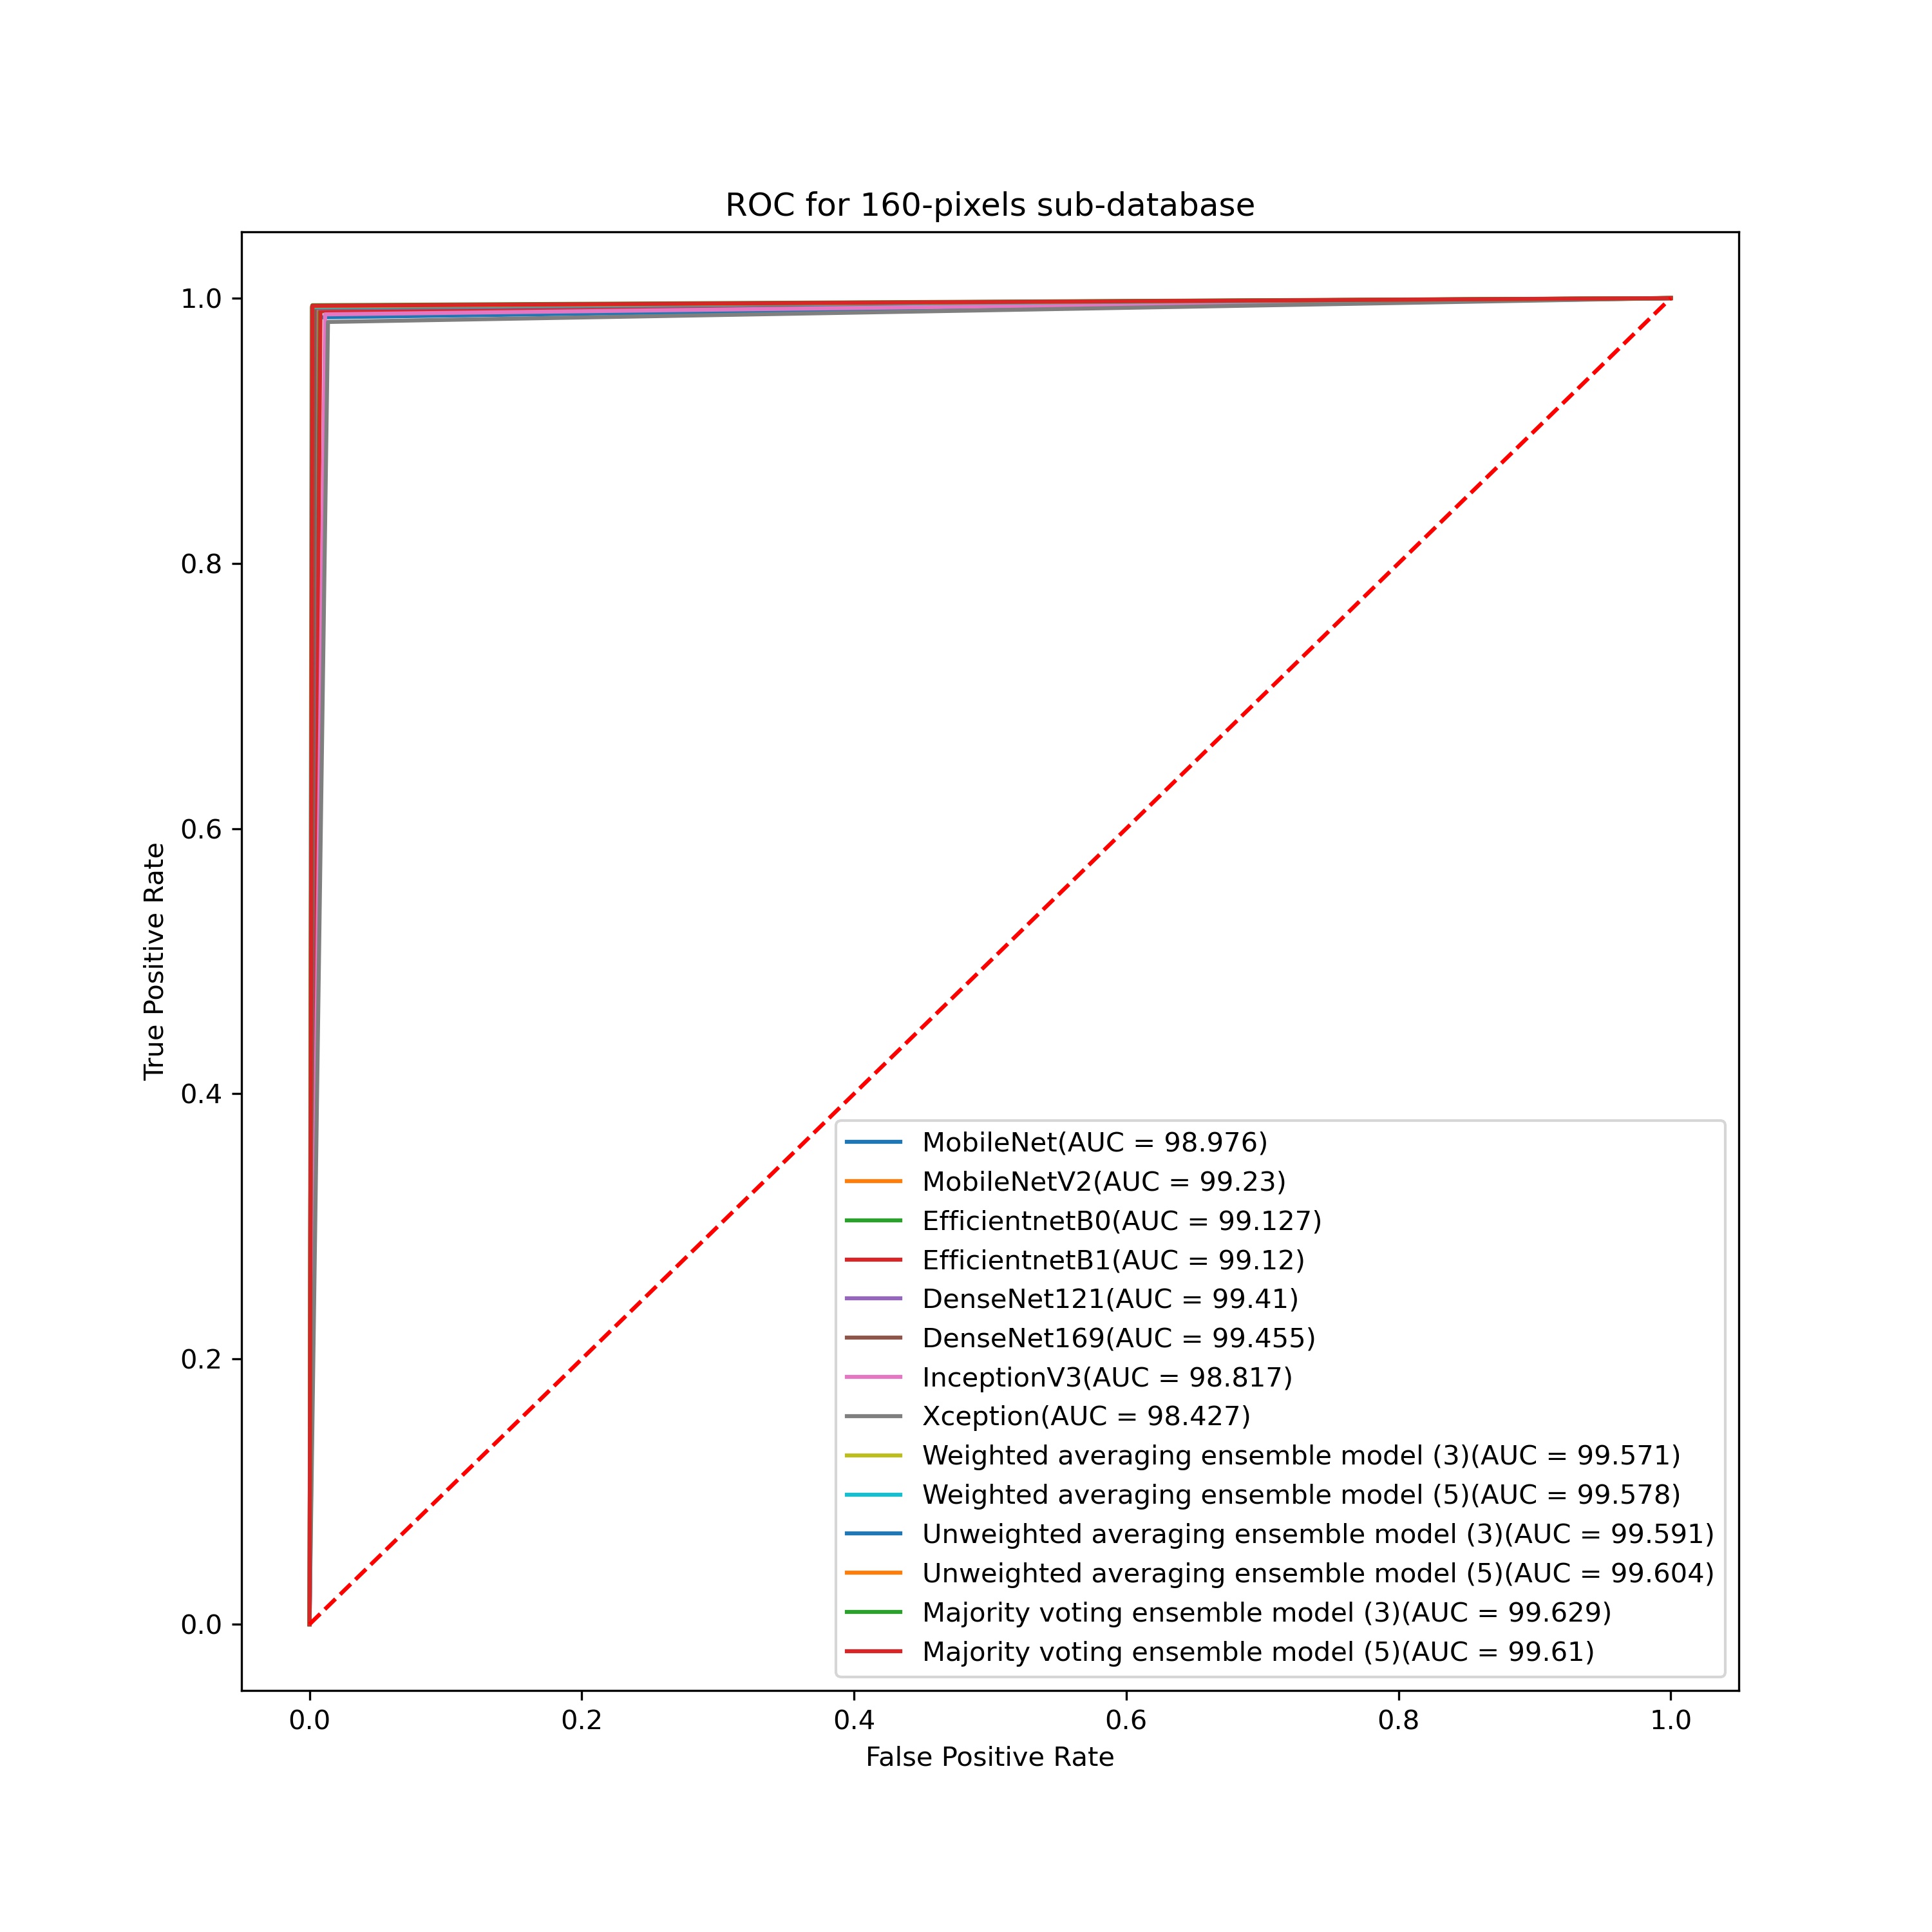 ROC for 160-pixels sub-database
1.0
0.8
0.6
0.4
0.2
0.0
True Positive Rate
MobileNet(AUC = 98.976)
MobileNetV2(AUC = 99.23)
EfficientnetB0(AUC = 99.127)
EfficientnetB1(AUC = 99.12)
DenseNet121(AUC = 99.41)
DenseNet169(AUC = 99.455)
InceptionV3(AUC = 98.817)
Xception(AUC = 98.427)
Weighted averaging ensemble model (3)(AUC = 99.571)
Weighted averaging ensemble model (5)(AUC = 99.578)
Unweighted averaging ensemble model (3)(AUC = 99.591)
Unweighted averaging ensemble model (5)(AUC = 99.604)
Majority voting ensemble model (3)(AUC = 99.629)
Majority voting ensemble model (5)(AUC = 99.61)
0.0 0.2 0.4 0.6 0.8 1.0
False Positive Rate